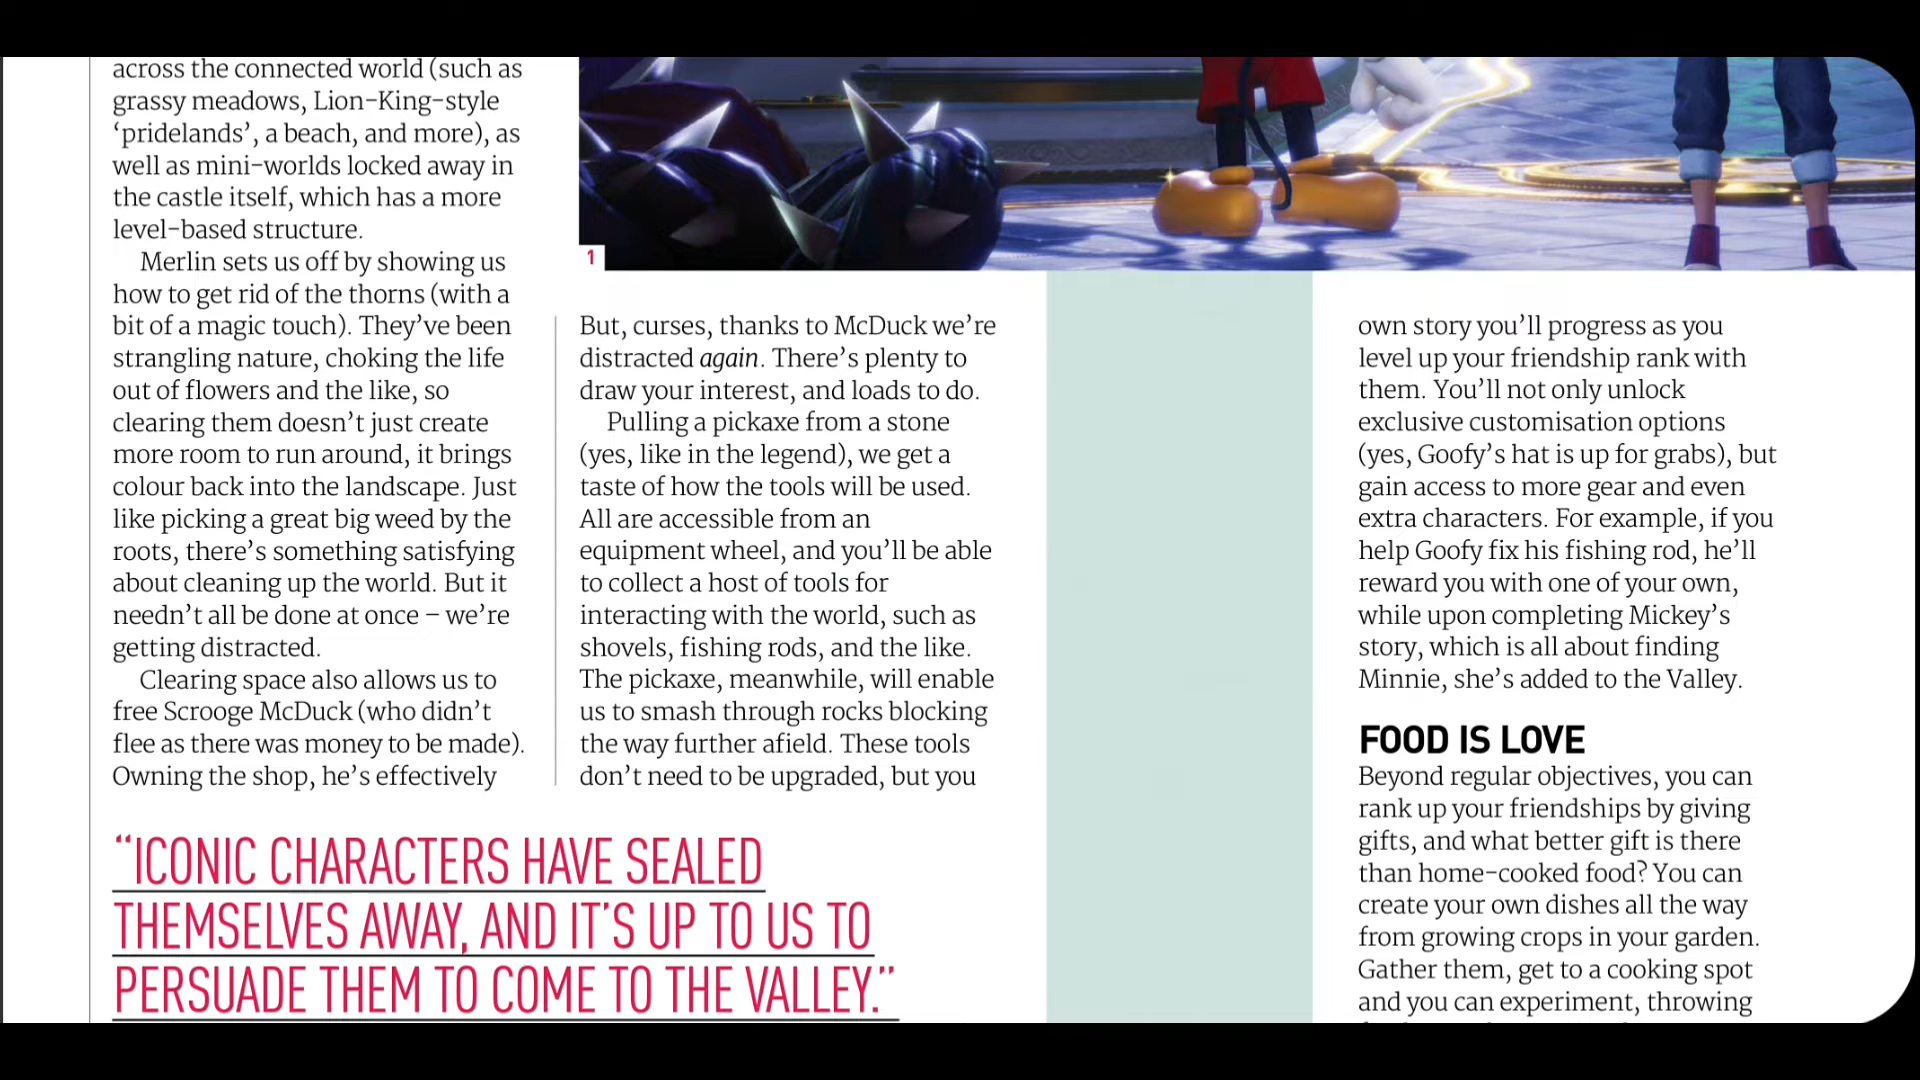 across the connected world (such as
grassy meadows, Lion-King-style
‘pridelands’, a beach, and more), as
well as mini-worlds locked away in
the castle itself, which has a more
level-based structure.
Merlin sets us off by showing us
how to get rid of the thorns (with a
bit of a magic touch). They’ve been
strangling nature, choking the life
out of flowers and the like, so
clearing them doesn’t just create
more room to run around, it brings
colour back into the landscape. Just
like picking a great big weed by the
roots, there’s something satisfying
about cleaning up the world. But it
needn’t all be done at once – we’re
getting distracted.
Clearing space also allows us to
free Scrooge McDuck (who didn’t
flee as there was money to be made).
Owning the shop, he’s effectively
1
But, curses, thanks to McDuck we’re
distracted again. There’s plenty to
draw your interest, and loads to do.
Pulling a pickaxe from a stone
(yes, like in the legend), we get a
taste of how the tools will be used.
All are accessible from an
equipment wheel, and you’ll be able
to collect a host of tools for
interacting with the world, such as
shovels, fishing rods, and the like.
The pickaxe, meanwhile, will enable
us to smash through rocks blocking
the way further afield. These tools
don’t need to be upgraded, but you
“ICONIC CHARACTERS HAVE SEALED
THEMSELVES AWAY, AND IT’S UP TO US TO
PERSUADE THEM TO COME TO THE VALLEY.”
own story you’ll progress as you
level up your friendship rank with
them. You’ll not only unlock
exclusive customisation options
(yes, Goofy’s hat is up for grabs), but
gain access to more gear and even
extra characters. For example, if you
help Goofy fix his fishing rod, he’ll
reward you with one of your own,
while upon completing Mickey’s
story, which is all about finding
Minnie, she’s added to the Valley.
FOOD IS LOVE
Beyond regular objectives, you can
rank up your friendships by giving
gifts, and what better gift is there
than home-cooked food? You can
create your own dishes all the way
from growing crops in your garden.
Gather them, get to a cooking spot
and you can experiment, throwing